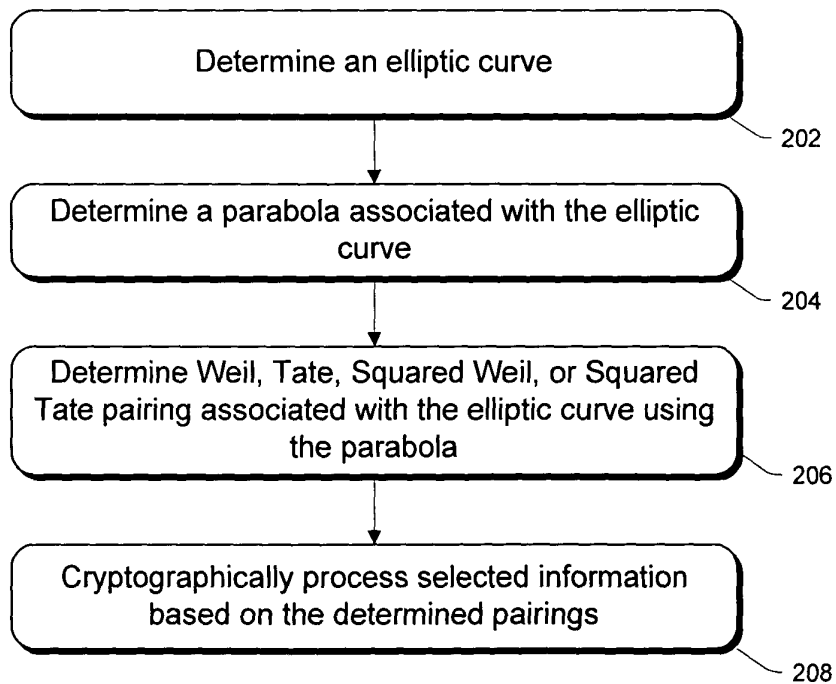 Determine an elliptic curve
202
Determine a parabola associated with the elliptic
curve
204
Determine Weil, Tate, Squared Weil, or Squared
Tate pairing associated with the elliptic curve using
the parabola
206
Cryptographically process selected information
based on the determined pairings
208